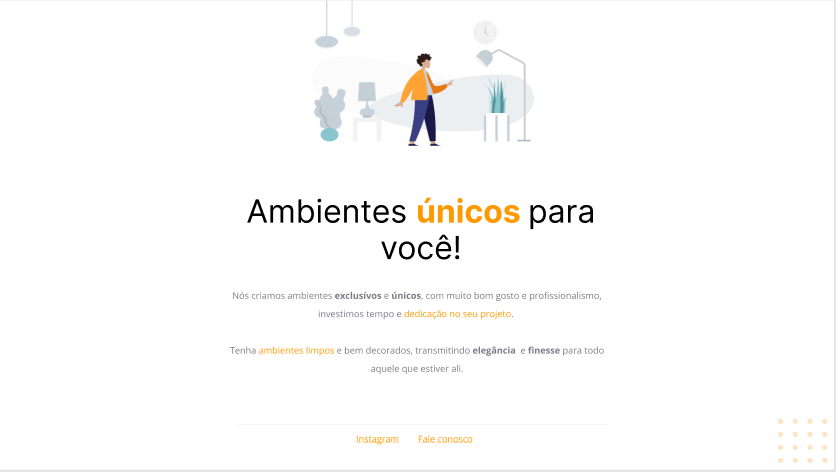 Ambientes únicos para
você!
Nós criamos ambientes exclusívos e únicos, com muito bom gosto e profissionalismo,
investimos tempo e dedicação no seu projeto.
Tenha ambientes limpos e bem decorados, transmitindo elegância  e finesse para todo
aquele que estiver ali.
Instagram Fale conosco